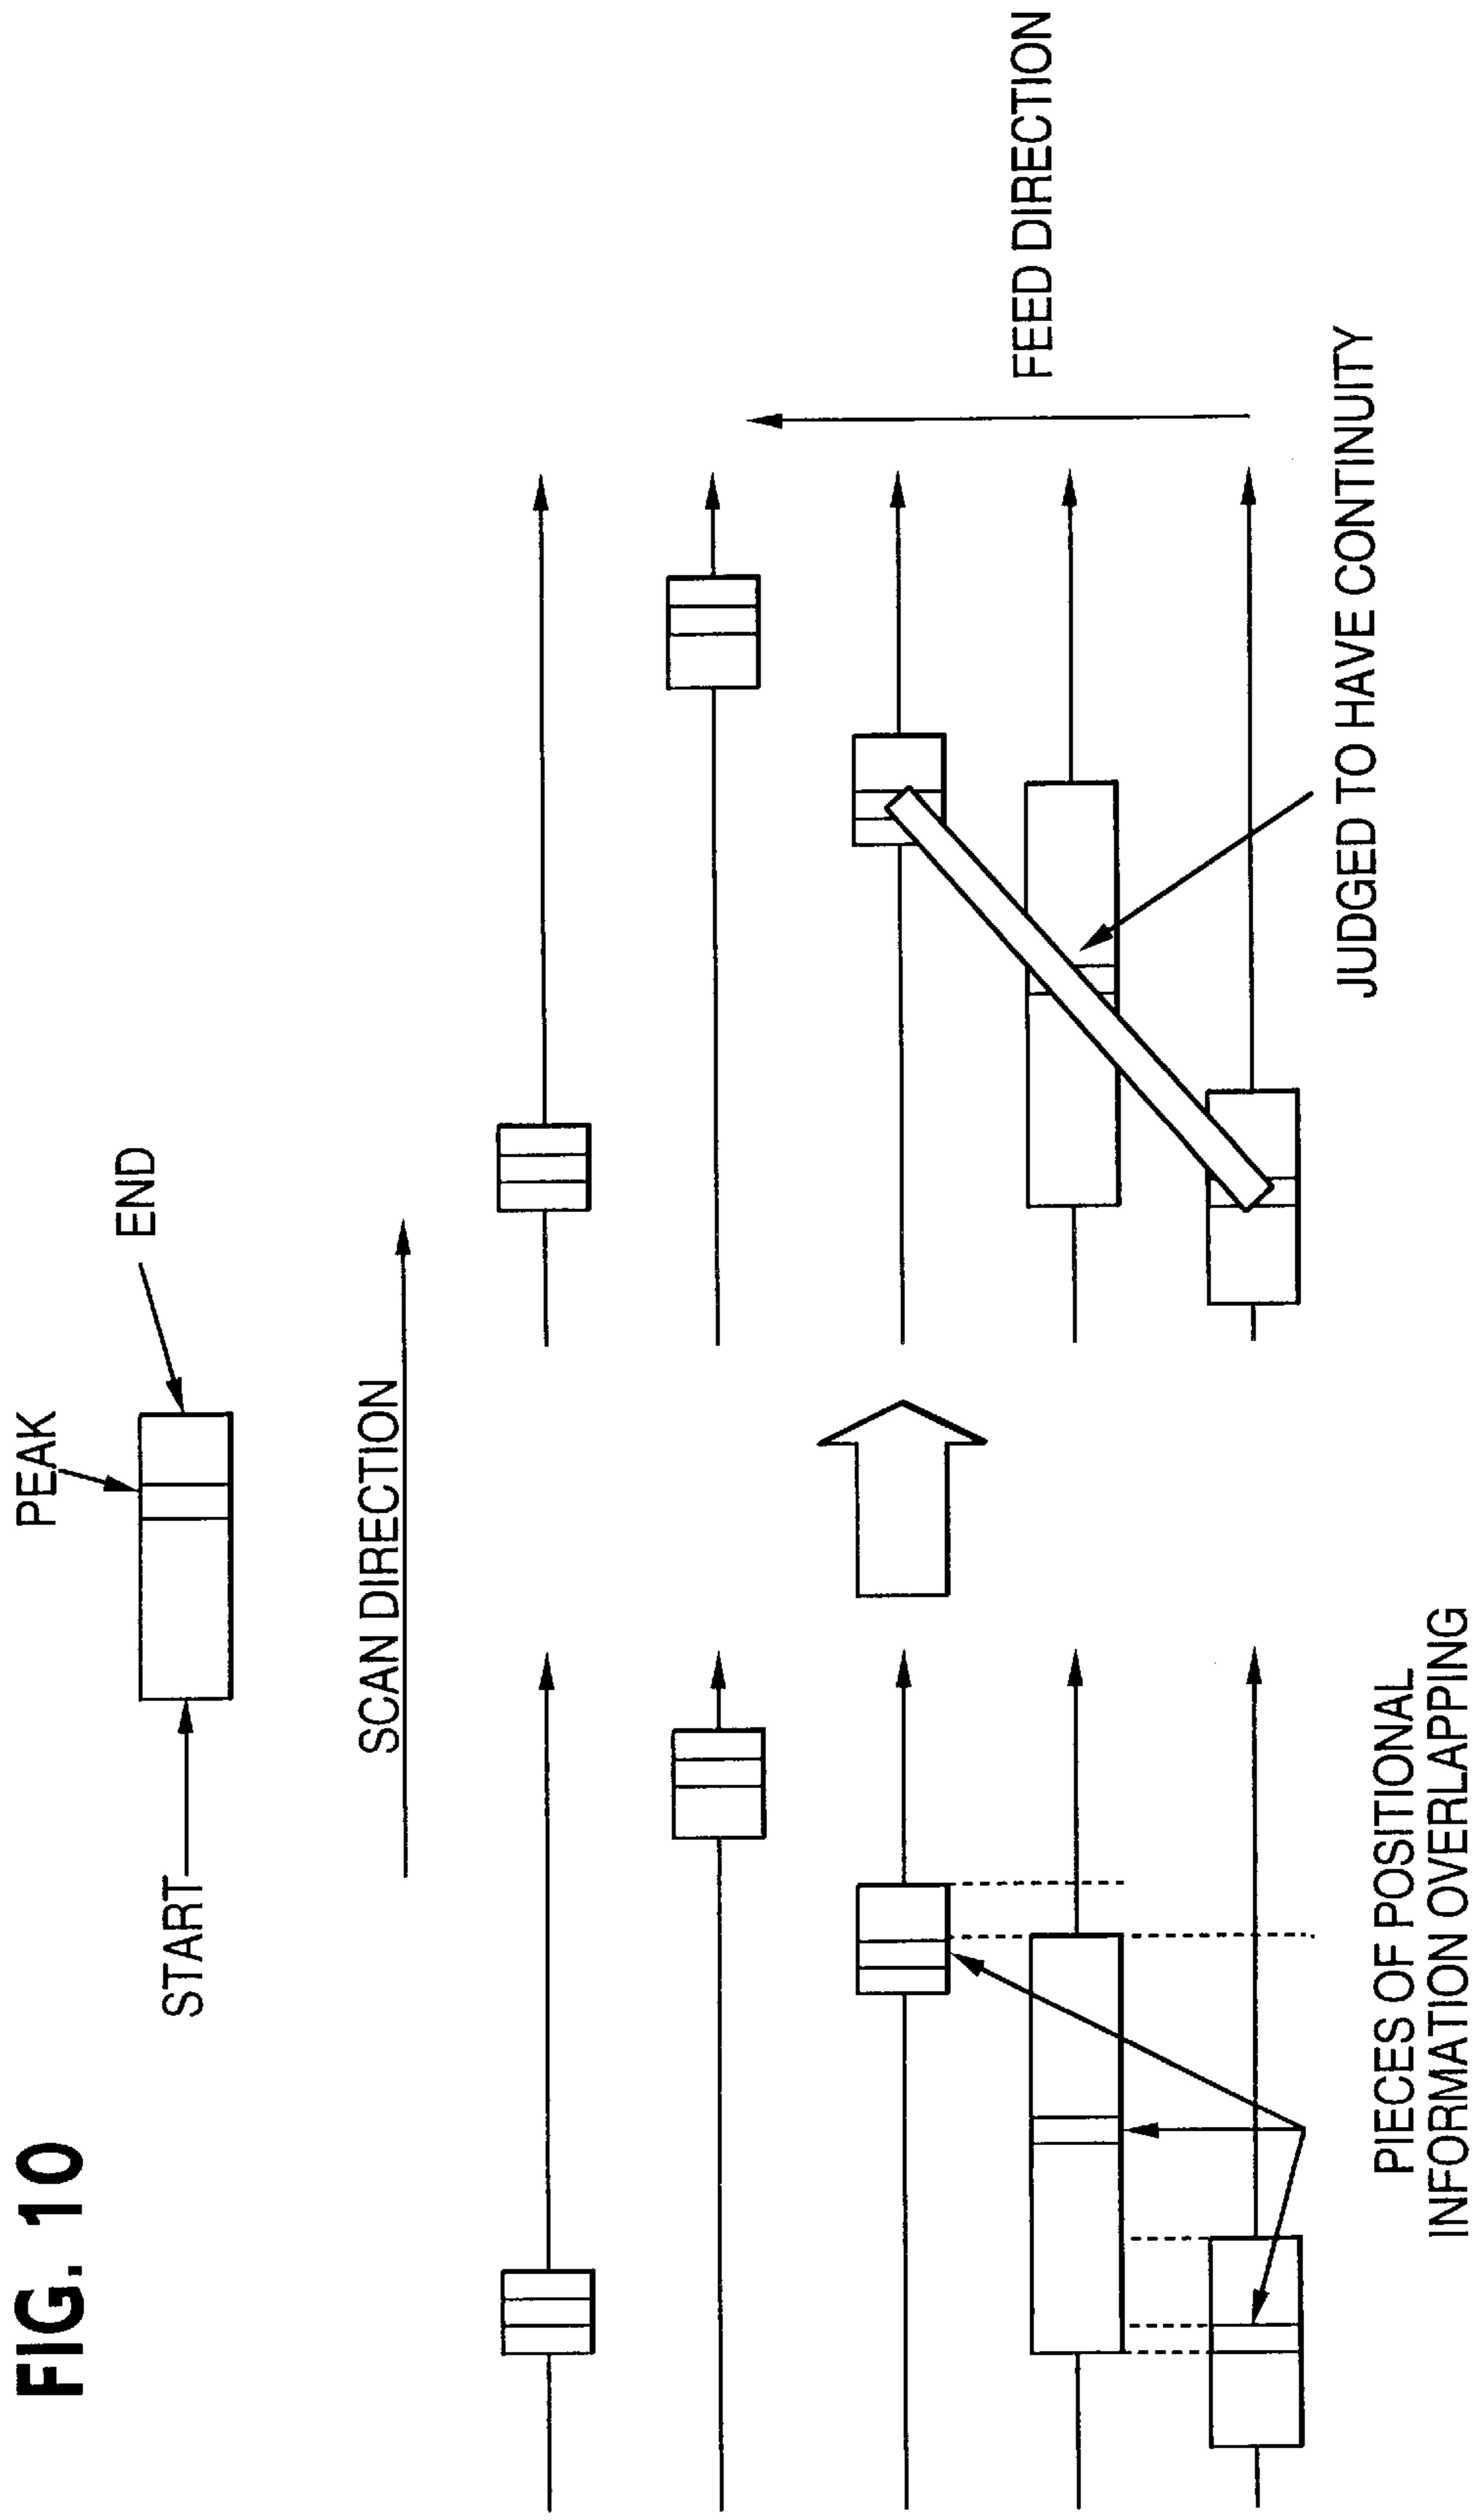 FIG. 10
PEAK
START
END
SCAN DIRECTION
FEED DIRECTION
PIECES OF POSITIONAL
INFORMATION OVERLAPPING
JUDGED TO HAVE CONTINUITY